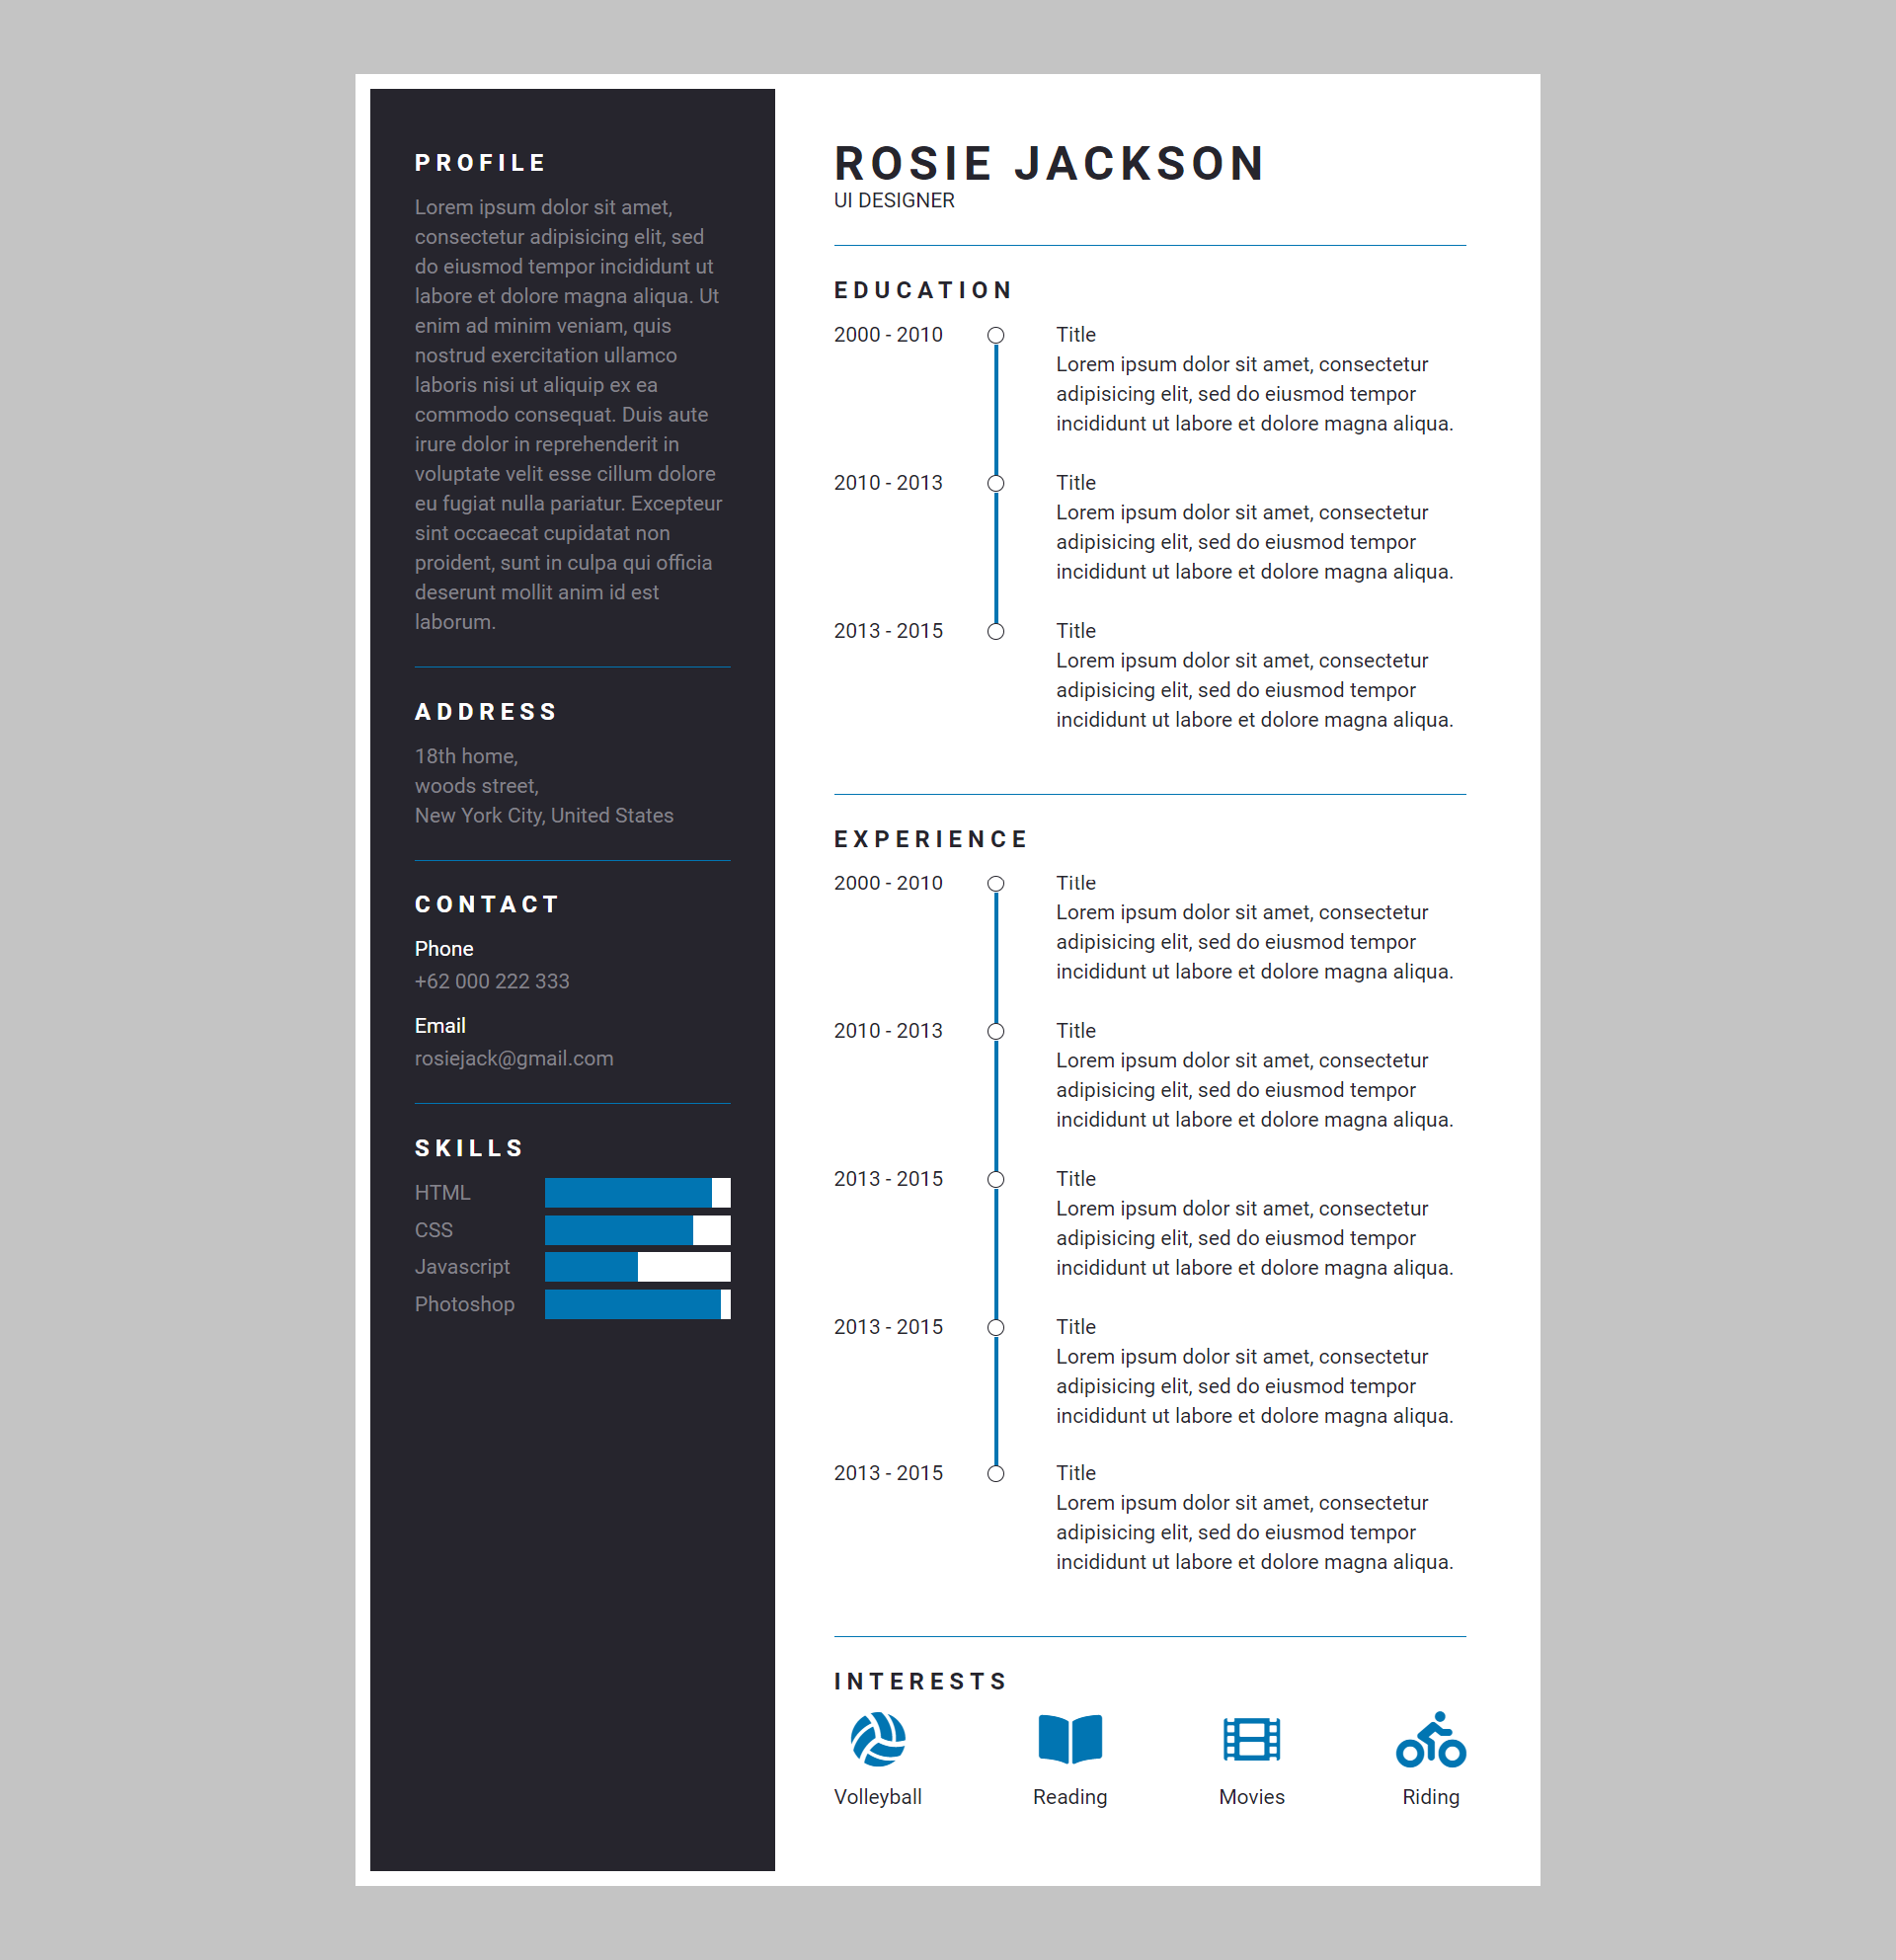 PROFILE
Lorem ipsum dolor sit amet,
consectetur adipisicing elit, sed
do eiusmod tempor incididunt ut
labore et dolore magna aliqua. Ut
enim ad minim veniam, quis
nostrud exercitation ullamco
laboris nisi ut aliquip ex ea
commodo consequat. Duis aute
irure dolor in reprehenderit in
voluptate velit esse cillum dolore
eu fugiat nulla pariatur. Excepteur
sint occaecat cupidatat non
proident, sunt in culpa qui officia
deserunt mollit anim id est
laborum.
ADDRESS
18th home,
woods street,
New York City, United States
CONTACT
Phone
+62 000 222 333
Email
rosiejack@gmail.com
SKILLS
HTML
CSS
Javascript
Photoshop
ROSIE JACKSON
UI DESIGNER
EDUCATION
2000 - 2010 Title
Lorem ipsum dolor sit amet, consectetur
adipisicing elit, sed do eiusmod tempor
incididunt ut labore et dolore magna aliqua.
2010 - 2013 Title
Lorem ipsum dolor sit amet, consectetur
adipisicing elit, sed do eiusmod tempor
incididunt ut labore et dolore magna aliqua.
2013 - 2015 Title
Lorem ipsum dolor sit amet, consectetur
adipisicing elit, sed do eiusmod tempor
incididunt ut labore et dolore magna aliqua.
EXPERIENCE
2000 - 2010 Title
Lorem ipsum dolor sit amet, consectetur
adipisicing elit, sed do eiusmod tempor
incididunt ut labore et dolore magna aliqua.
2010 - 2013 Title
Lorem ipsum dolor sit amet, consectetur
adipisicing elit, sed do eiusmod tempor
incididunt ut labore et dolore magna aliqua.
2013 - 2015 Title
Lorem ipsum dolor sit amet, consectetur
adipisicing elit, sed do eiusmod tempor
incididunt ut labore et dolore magna aliqua.
2013 - 2015 Title
Lorem ipsum dolor sit amet, consectetur
adipisicing elit, sed do eiusmod tempor
incididunt ut labore et dolore magna aliqua.
2013 - 2015 Title
Lorem ipsum dolor sit amet, consectetur
adipisicing elit, sed do eiusmod tempor
incididunt ut labore et dolore magna aliqua.
INTERESTS
Volleyball Reading Movies Riding